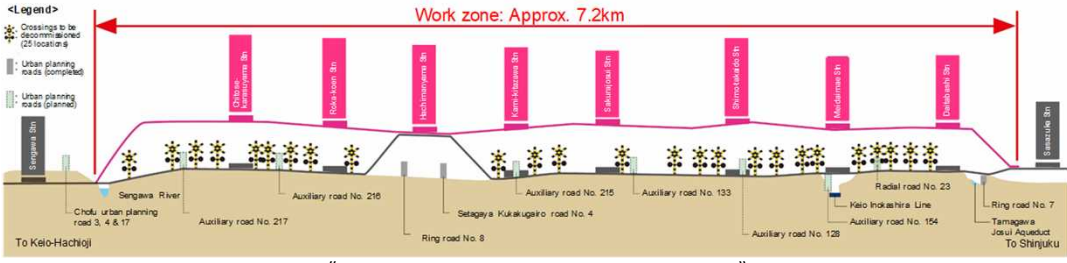 <Legend>
Work zone: Approx. 7.2km
: Crossings to be
decommissioned
(25 locations)
: Urban planning
roads (completed)
: Urban planning
roads (planned)
Sengawa Stn
Chitose-
karasuyama Stn
Roka-koen Stn
Hachimanyama Stn
Kami-kitazawa Stn
Sakurajosui Stn
Shimotakaido Stn
Meidaimae Stn
Daitabashi Stn
Sasazuka Stn
Sengawa River
Chofu urban planning
road 3, 4 & 17
Auxiliary road No. 217
Auxiliary road No. 216
Ring road No. 8
Setagaya Kukakugairo road No. 4
Auxiliary road No. 215
Auxiliary road No. 133
Auxiliary road No. 128
Radial road No. 23
Keio Inokashira Line
Auxiliary road No. 154
Ring road No. 7
Tamagawa
Josui Aqueduct
To Keio-Hachioji
To Shinjuku